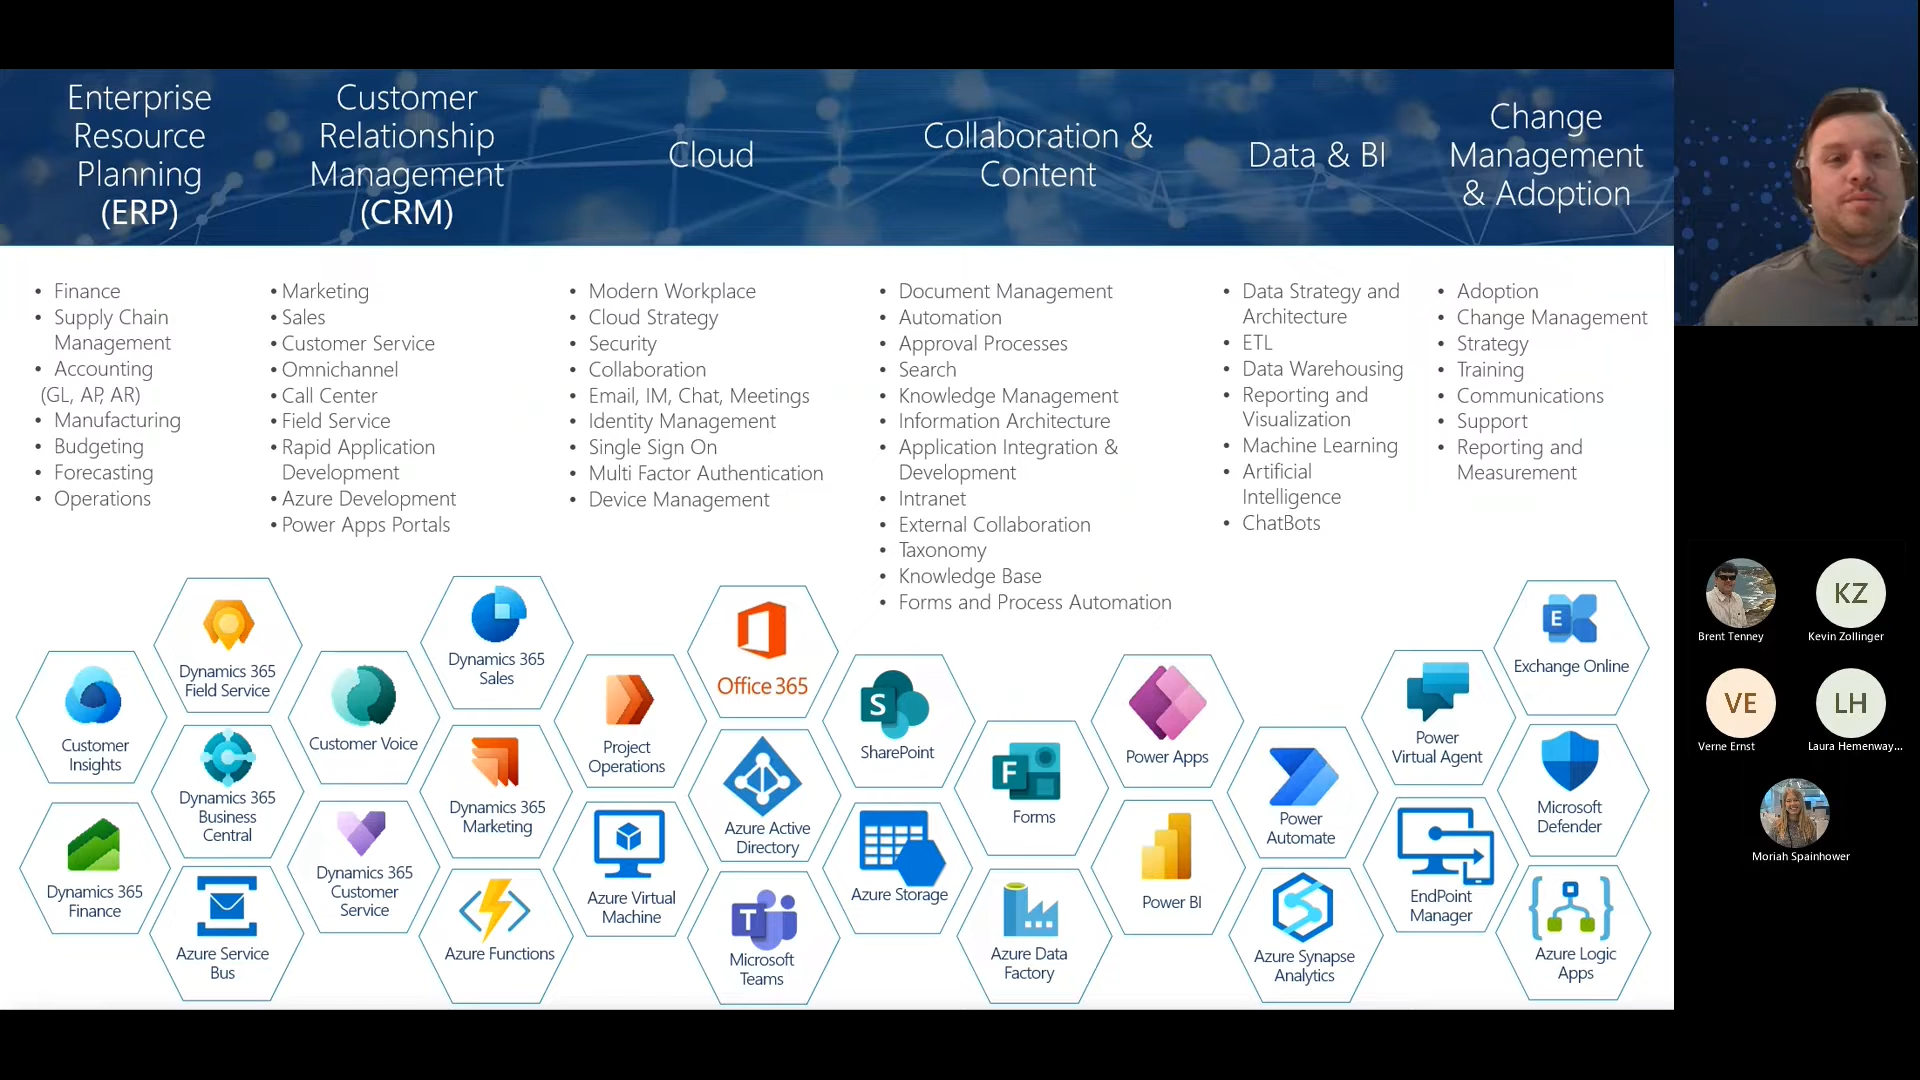 Enterprise
Resource
Planning
(ERP)
Customer
Relationship
Management
(CRM)
Cloud
Collaboration &
Content
Data & BI
Change
Management
& Adoption
• Finance
• Supply Chain
Management
• Accounting
(GL, AP, AR)
• Manufacturing
• Budgeting
• Forecasting
• Operations
• Marketing
• Sales
• Customer Service
• Omnichannel
• Call Center
• Field Service
• Rapid Application
Development
• Azure Development
• Power Apps Portals
• Modern Workplace
• Cloud Strategy
• Security
• Collaboration
• Email, IM, Chat, Meetings
• Identity Management
• Single Sign On
• Multi Factor Authentication
• Device Management
• Document Management
• Automation
• Approval Processes
• Search
• Knowledge Management
• Information Architecture
• Application Integration &
Development
• Intranet
• External Collaboration
• Taxonomy
• Knowledge Base
• Forms and Process Automation
• Data Strategy and
Architecture
• ETL
• Data Warehousing
• Reporting and
Visualization
• Machine Learning
• Artificial
Intelligence
• ChatBots
• Adoption
• Change Management
• Strategy
• Training
• Communications
• Support
• Reporting and
Measurement
Customer
Insights
Dynamics 365
Finance
Dynamics 365
Field Service
Dynamics 365
Business
Central
Azure Service
Bus
Customer Voice
Dynamics 365
Customer
Service
Dynamics 365
Sales
Dynamics 365
Marketing
Azure Functions
Project
Operations
Azure Virtual
Machine
Office 365
Azure Active
Directory
T
Microsoft
Teams
S
SharePoint
Azure Storage
F
Forms
Azure Data
Factory
Power Apps
Power BI
Power
Automate
Azure Synapse
Analytics
Power
Virtual Agent
EndPoint
Manager
E
Exchange Online
Microsoft
Defender
Azure Logic
Apps
Brent Tenney
KZ
Kevin Zollinger
VE
Verne Ernst
LH
Laura Hemenway...
Moriah Spainhower